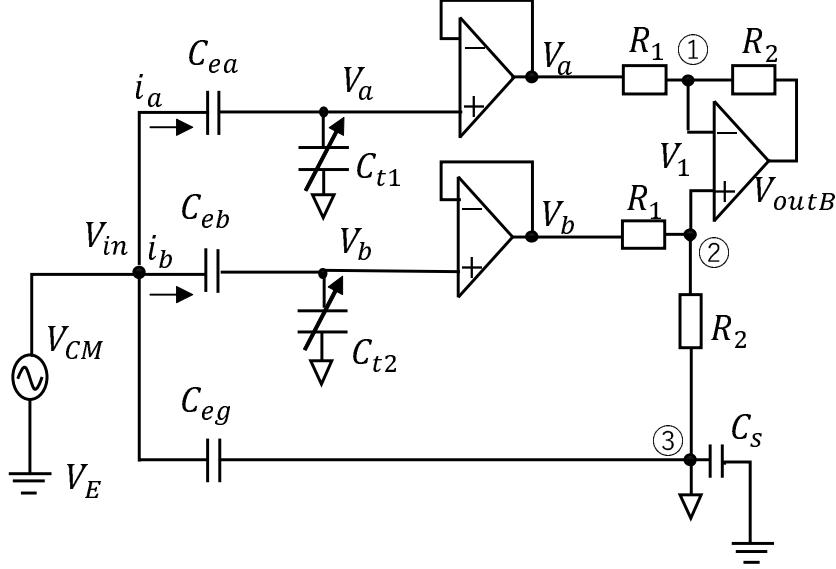 C_ea
i_a
V_a
−
+
V_a
R_1
①
R_2
C_t1
V_1
−
+
V_outB
C_eb
V_in
i_b
V_b
−
+
V_b
R_1
②
C_t2
V_CM
R_2
C_eg
③
C_s
V_E